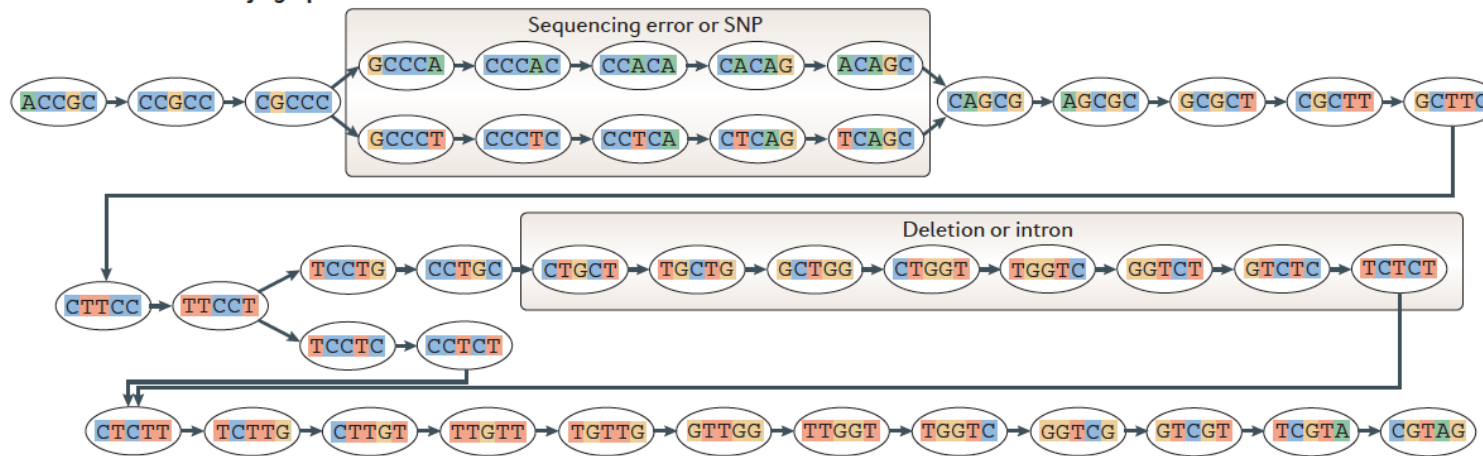 Sequencing error or SNP
GCCCA CCCAC CCACA CACAG ACAGC
ACCGC CCGCC CGCCC CAGCG AGCGC GCGCT CGCTT GCTTC
GCCCT CCCTC CCTCA CTCAG TCAGC
Deletion or intron
TCCTG CCTGC CTGCT TGCTG GCTGG CTGGT TGGTC GGTCT GTCTC TCTCT
CTTCC TTCCT
TCCTC CCTCT
CTCTT TCTTG CTTGT TTGTT TGTTG GTTGG TTGGT TGGTC GGTCG GTCGT TCGTA CGTAG